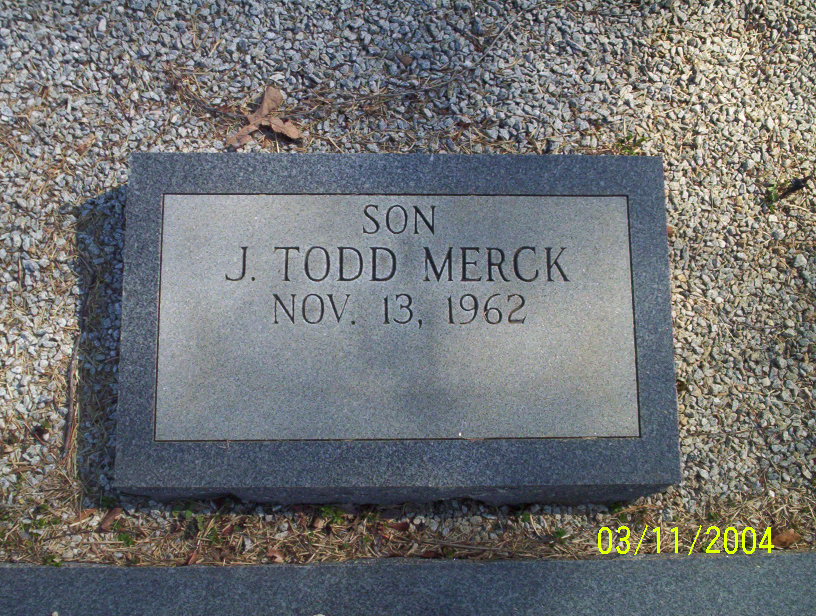 SON
J. TODD MERCK
NOV. 13, 1962
03/11/2004